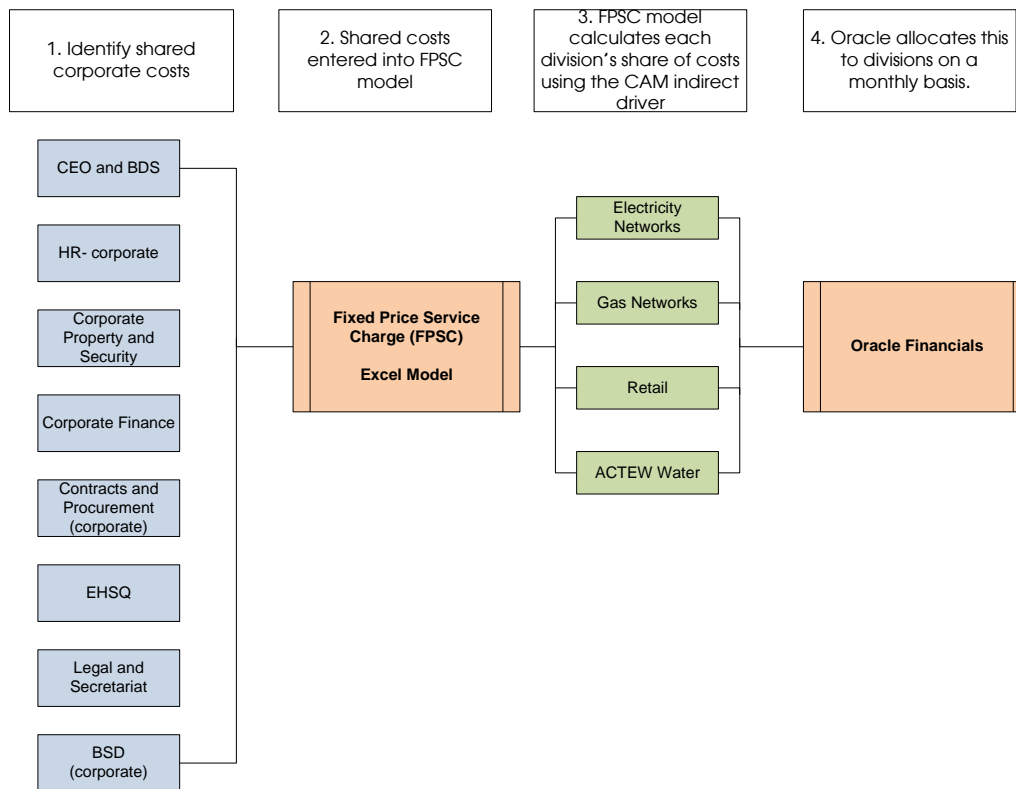 1. Identify shared
corporate costs
2. Shared costs
entered into FPSC
model
3. FPSC model
calculates each
division's share of costs
using the CAM indirect
driver
4. Oracle allocates this
to divisions on a
monthly basis.
CEO and BDS
HR- corporate
Corporate
Property and
Security
Corporate Finance
Contracts and
Procurement
(corporate)
EHSQ
Legal and
Secretariat
BSD
(corporate)
Fixed Price Service
Charge (FPSC)
Excel Model
Electricity
Networks
Gas Networks
Retail
ACTEW Water
Oracle Financials